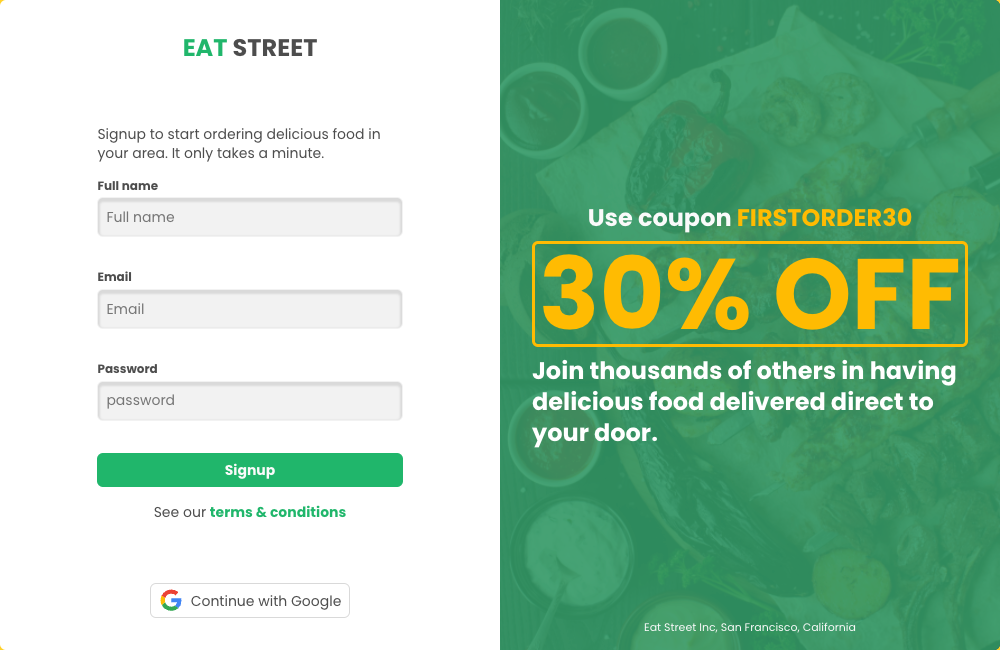 EAT STREET
Signup to start ordering delicious food in
your area. It only takes a minute.
Full name
Full name
Email
Email
Password
password
Signup
See our terms & conditions
Continue with Google
Use coupon FIRSTORDER30
30% OFF
Join thousands of others in having
delicious food delivered direct to
your door.
Eat Street Inc, San Francisco, California